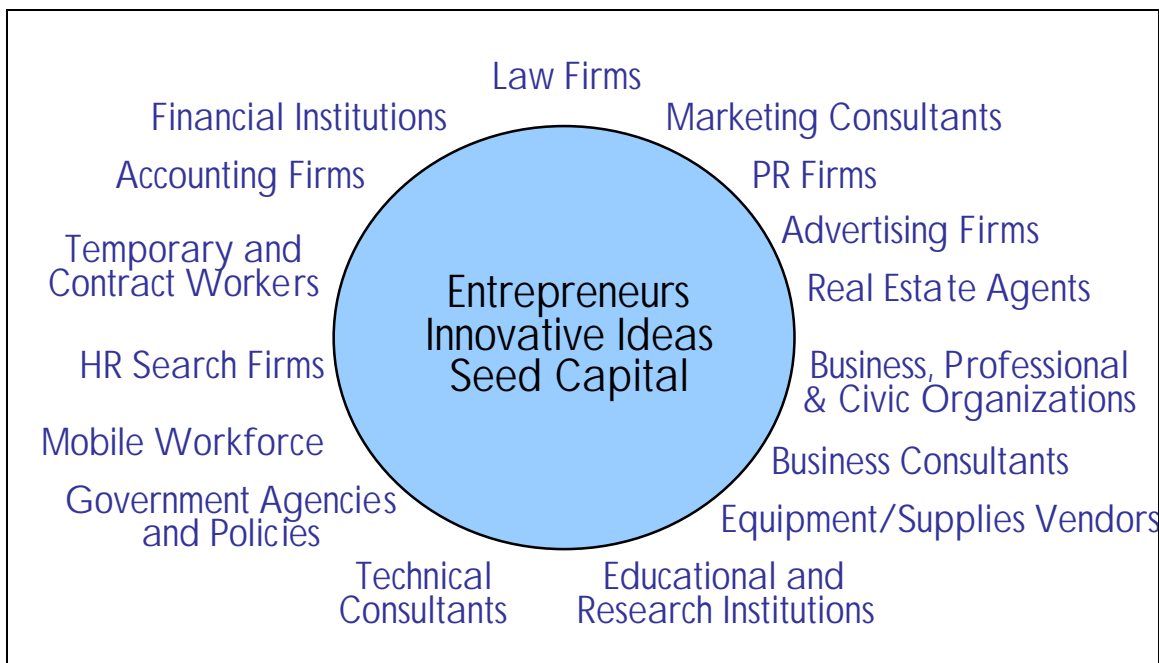 Law Firms
Financial Institutions
Marketing Consultants
Accounting Firms
PR Firms
Advertising Firms
Temporary and
Contract Workers
Real Estate Agents
Entrepreneurs
Innovative Ideas
Seed Capital
HR Search Firms
Business, Professional
& Civic Organizations
Mobile Workforce
Business Consultants
Government Agencies
and Policies
Equipment/Supplies Vendors
Technical
Consultants
Educational and
Research Institutions